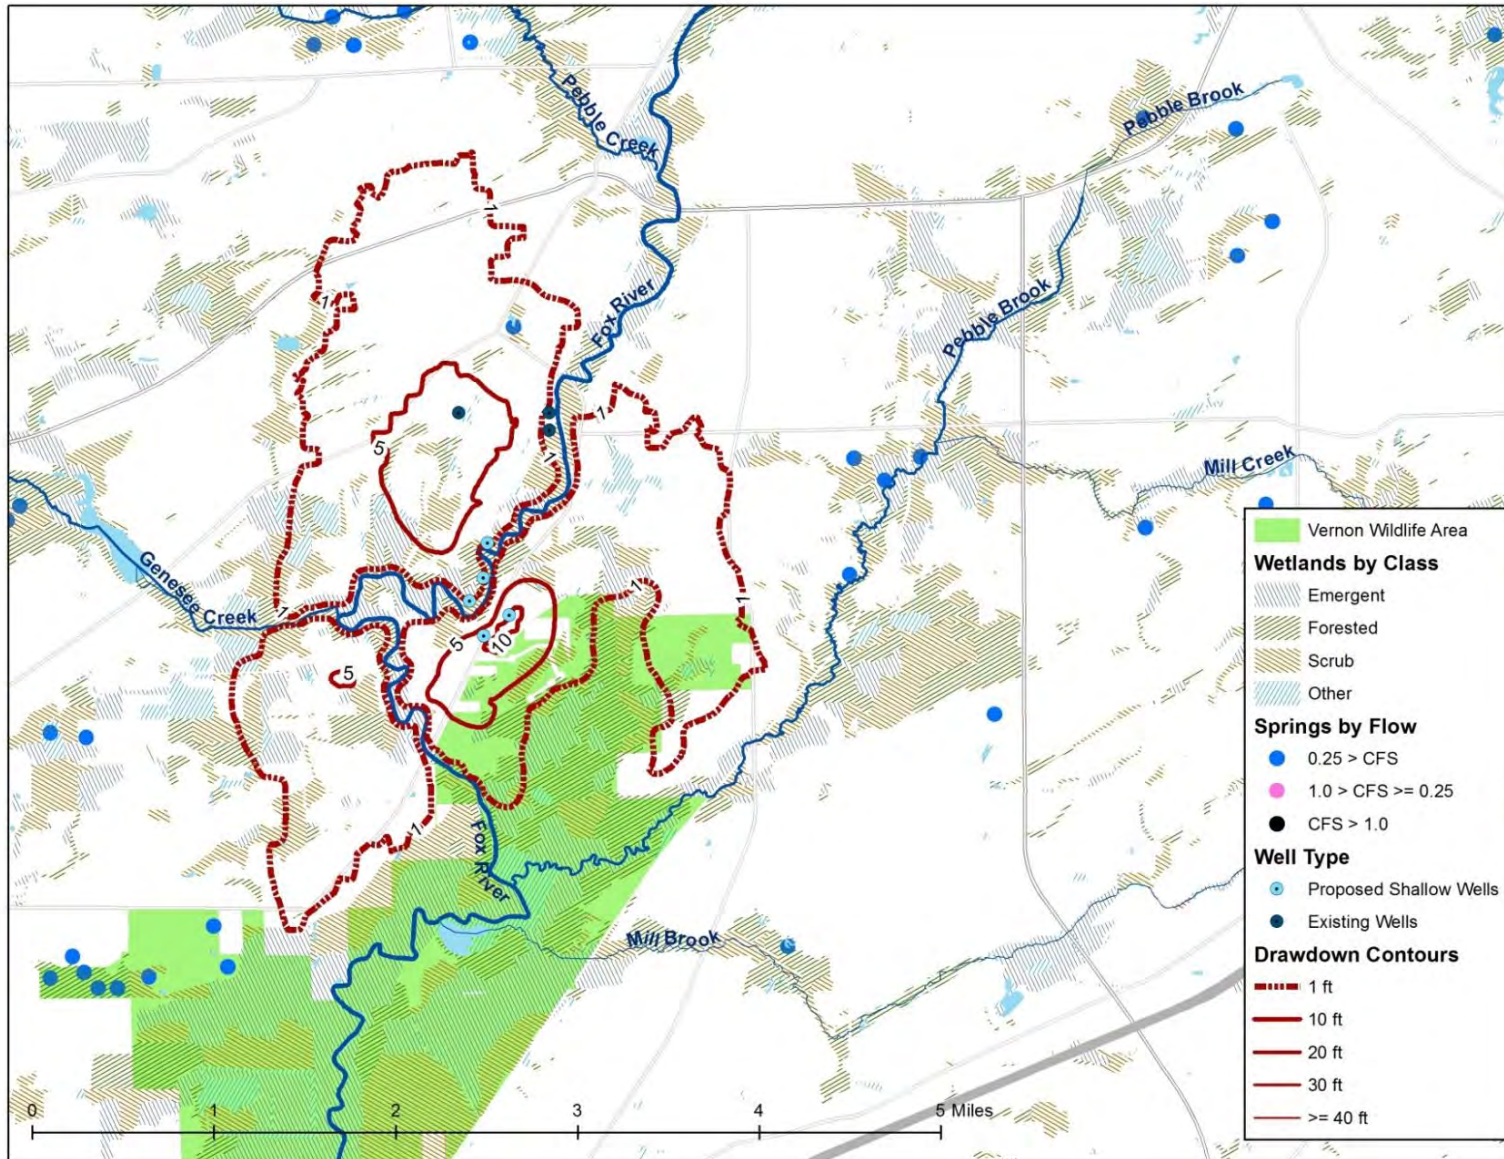 Pebble Creek
Pebble Brook
1
1
Fox River
Pebble Brook
1
5
1
Mill Creek
Genesee Creek
1
1
1
5
10
5
1
Fox River
Mill Brook
0 1 2 3 4 5 Miles
Vernon Wildlife Area
Wetlands by Class
Emergent
Forested
Scrub
Other
Springs by Flow
0.25 > CFS
1.0 > CFS >= 0.25
CFS > 1.0
Well Type
Proposed Shallow Wells
Existing Wells
Drawdown Contours
1 ft
10 ft
20 ft
30 ft
>= 40 ft